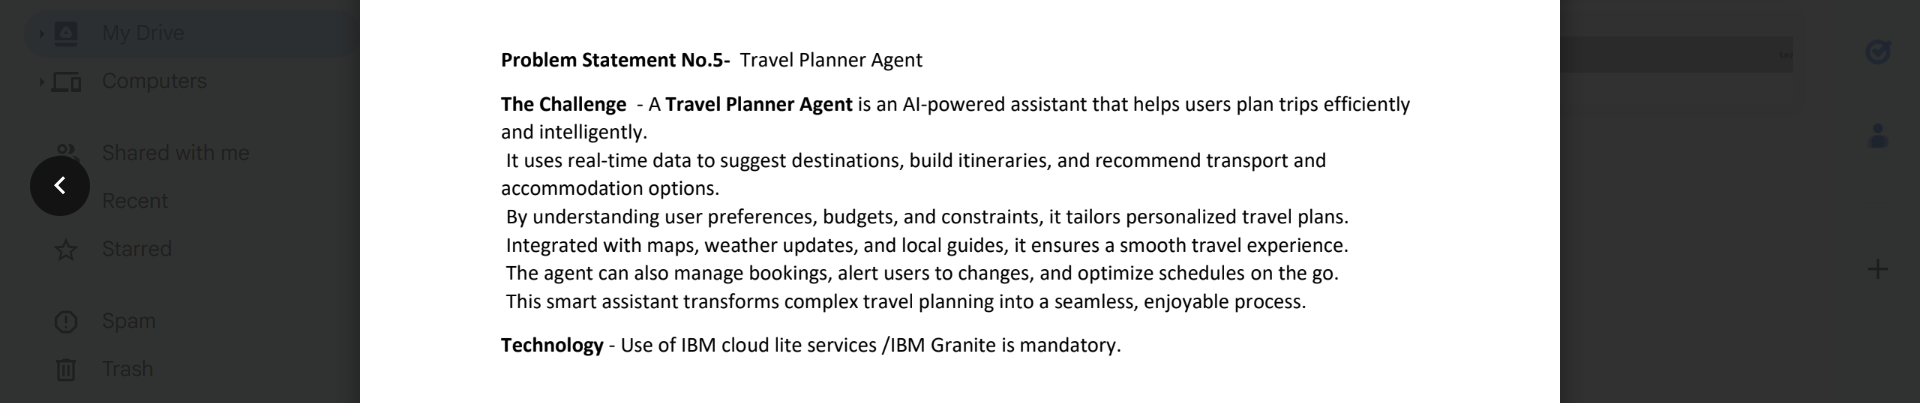 My Drive
Computers
Shared with me
Recent
Starred
Spam
Trash
Problem Statement No.5-  Travel Planner Agent
The Challenge  - A Travel Planner Agent is an AI-powered assistant that helps users plan trips efficiently
and intelligently.
It uses real-time data to suggest destinations, build itineraries, and recommend transport and
accommodation options.
By understanding user preferences, budgets, and constraints, it tailors personalized travel plans.
Integrated with maps, weather updates, and local guides, it ensures a smooth travel experience.
The agent can also manage bookings, alert users to changes, and optimize schedules on the go.
This smart assistant transforms complex travel planning into a seamless, enjoyable process.
Technology - Use of IBM cloud lite services /IBM Granite is mandatory.